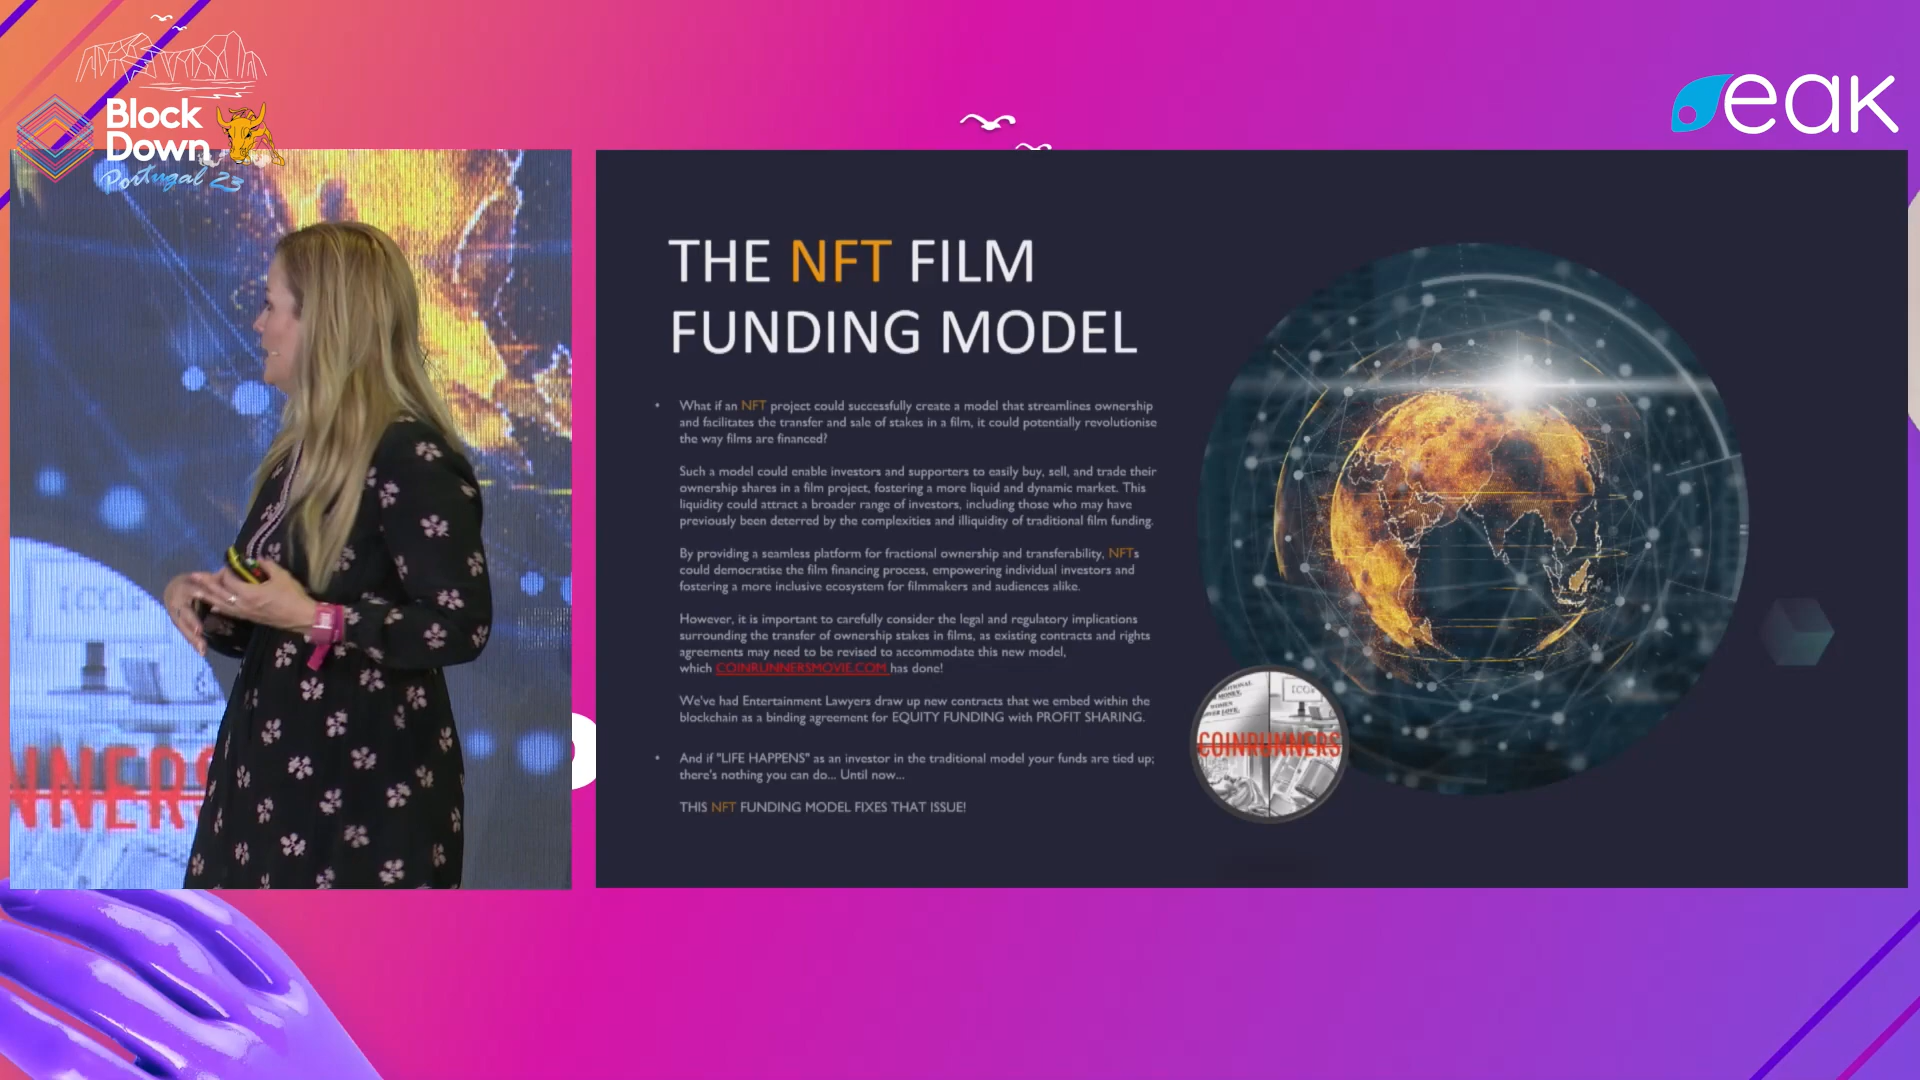 Block
Down
Portugal 23
eak
THE NFT FILM
FUNDING MODEL
• What if an NFT project could successfully create a model that streamlines ownership
and facilitates the transfer and sale of stakes in a film, it could potentially revolutionise
the way films are financed?
Such a model could enable investors and supporters to easily buy, sell, and trade their
ownership shares in a film project, fostering a more liquid and dynamic market. This
liquidity could attract a broader range of investors, including those who may have
previously been deterred by the complexities and illiquidity of traditional film funding.
By providing a seamless platform for fractional ownership and transferability, NFTs
could democratise the film financing process, empowering individual investors and
fostering a more inclusive ecosystem for filmmakers and audiences alike.
However, it is important to carefully consider the legal and regulatory implications
surrounding the transfer of ownership stakes in films, as existing contracts and rights
agreements may need to be revised to accommodate this new model,
which COINRUNNERSMOVIE.COM has done!
We've had Entertainment Lawyers draw up new contracts that we embed within the
blockchain as a binding agreement for EQUITY FUNDING with PROFIT SHARING.
• And if "LIFE HAPPENS" as an investor in the traditional model your funds are tied up;
there's nothing you can do... Until now...
THIS NFT FUNDING MODEL FIXES THAT ISSUE!
ICOs
COINRUNNERS
ICOs
NNERS